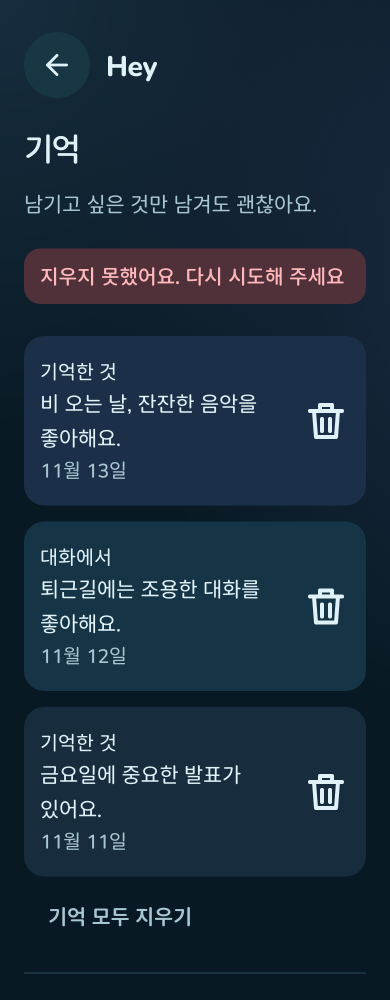 Hey
기억
남기고 싶은 것만 남겨도 괜찮아요.
지우지 못했어요. 다시 시도해 주세요
기억한 것
비 오는 날, 잔잔한 음악을
좋아해요.
11월 13일
대화에서
퇴근길에는 조용한 대화를
좋아해요.
11월 12일
기억한 것
금요일에 중요한 발표가
있어요.
11월 11일
기억 모두 지우기